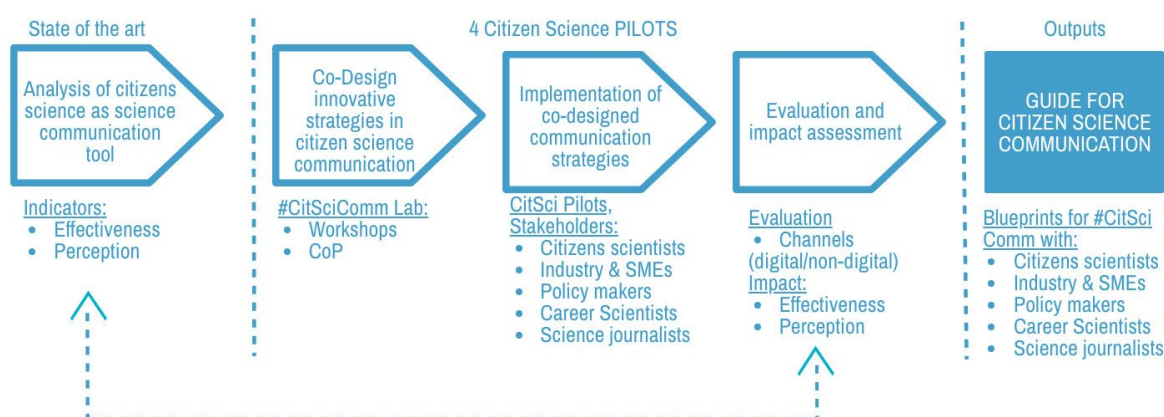 State of the art
4 Citizen Science PILOTS
Outputs
Analysis of citizens
science as science
communication
tool
Co-Design
innovative
strategies in
citizen science
communication
Implementation of
co-designed
communication
strategies
Evaluation and
impact assessment
GUIDE FOR
CITIZEN SCIENCE
COMMUNICATION
Indicators:
• Effectiveness
• Perception
#CitSciComm Lab:
• Workshops
• CoP
CitSci Pilots,
Stakeholders:
• Citizens scientists
• Industry & SMEs
• Policy makers
• Career Scientists
• Science journalists
Evaluation
• Channels
(digital/non-digital)
Impact:
• Effectiveness
• Perception
Blueprints for #CitSci
Comm with:
• Citizens scientists
• Industry & SMEs
• Policy makers
• Career Scientists
• Science journalists